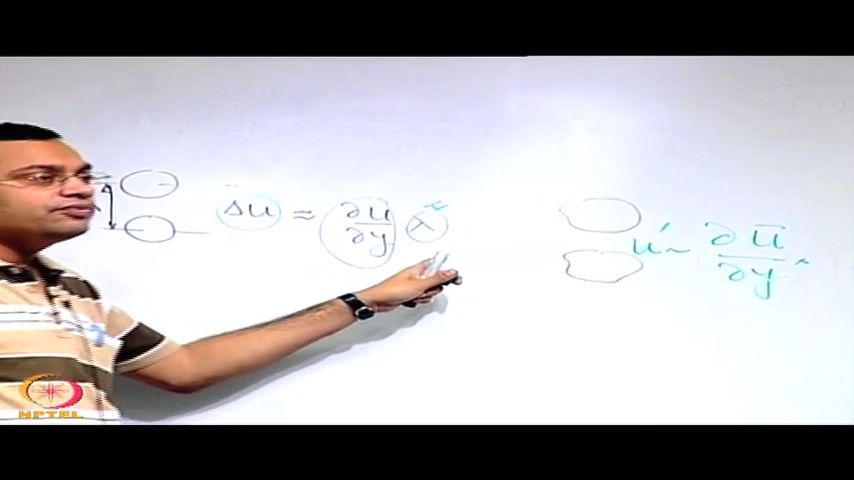 Δu ≈ ∂u/∂y λ
u' ~ ∂ū/∂y
NPTEL